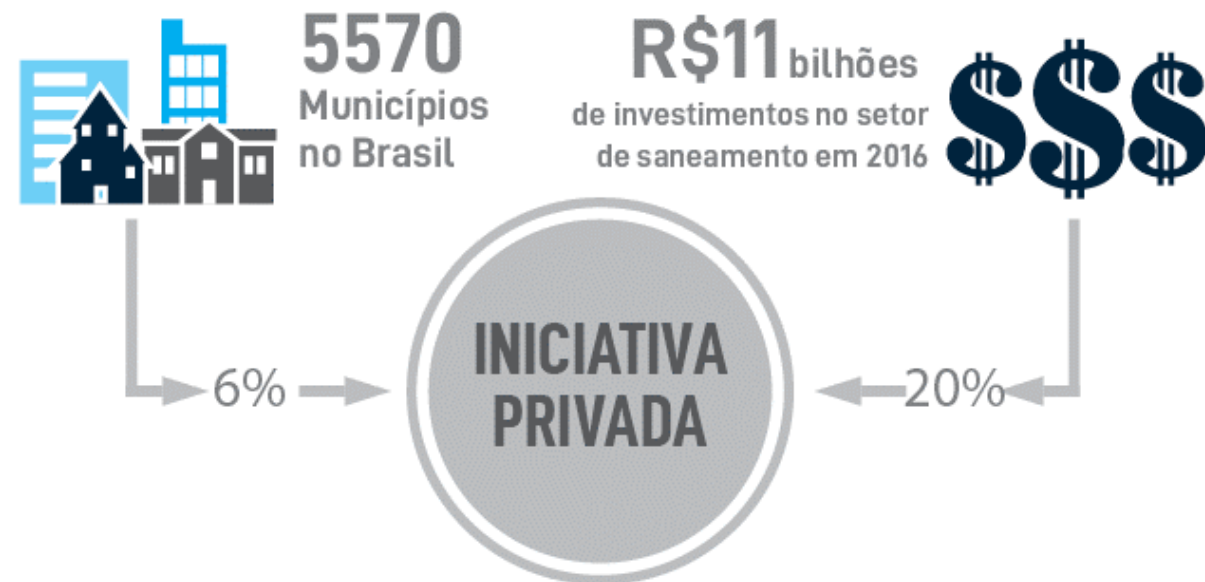 5570
Municípios
no Brasil
R$11 bilhões
de investimentos no setor
de saneamento em 2016
6%
INICIATIVA
PRIVADA
20%